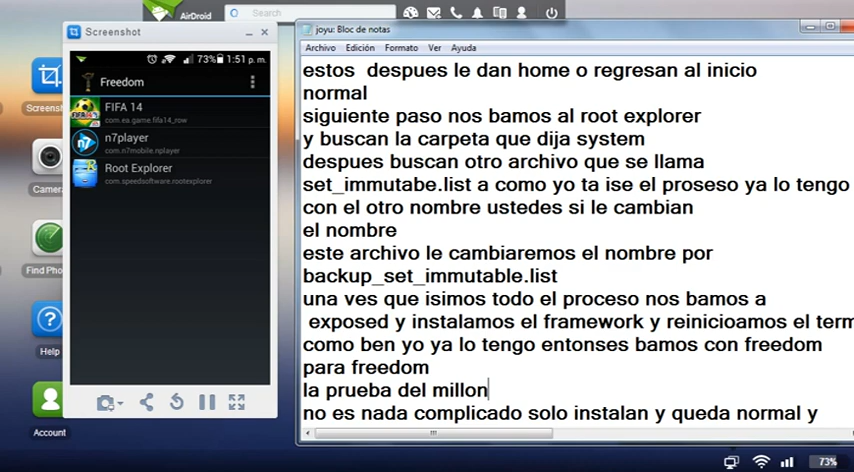 AirDroid
Search
Screenshot
73% 1:51 p. m.
Freedom
FIFA 14
com.ea.game.fifa14_row
n7player
com.n7mobile.nplayer
Root Explorer
com.speedsoftware.rootexplorer
Screensh
Camera
Find Pho
Help
Account
joyu: Bloc de notas
Archivo Edición Formato Ver Ayuda
estos despues le dan home o regresan al inicio
normal
siguiente paso nos bamos al root explorer
y buscan la carpeta que dija system
despues buscan otro archivo que se llama
set_immutabe.list a como yo ta ise el proseso ya lo tengo
con el otro nombre ustedes si le cambian
el nombre
este archivo le cambiaremos el nombre por
backup_set_immutable.list
una ves que isimos todo el proceso nos bamos a
exposed y instalamos el framework y reinicioamos el term
como ben yo ya lo tengo entonses bamos con freedom
para freedom
la prueba del millon
no es nada complicado solo instalan y queda normal y
73%